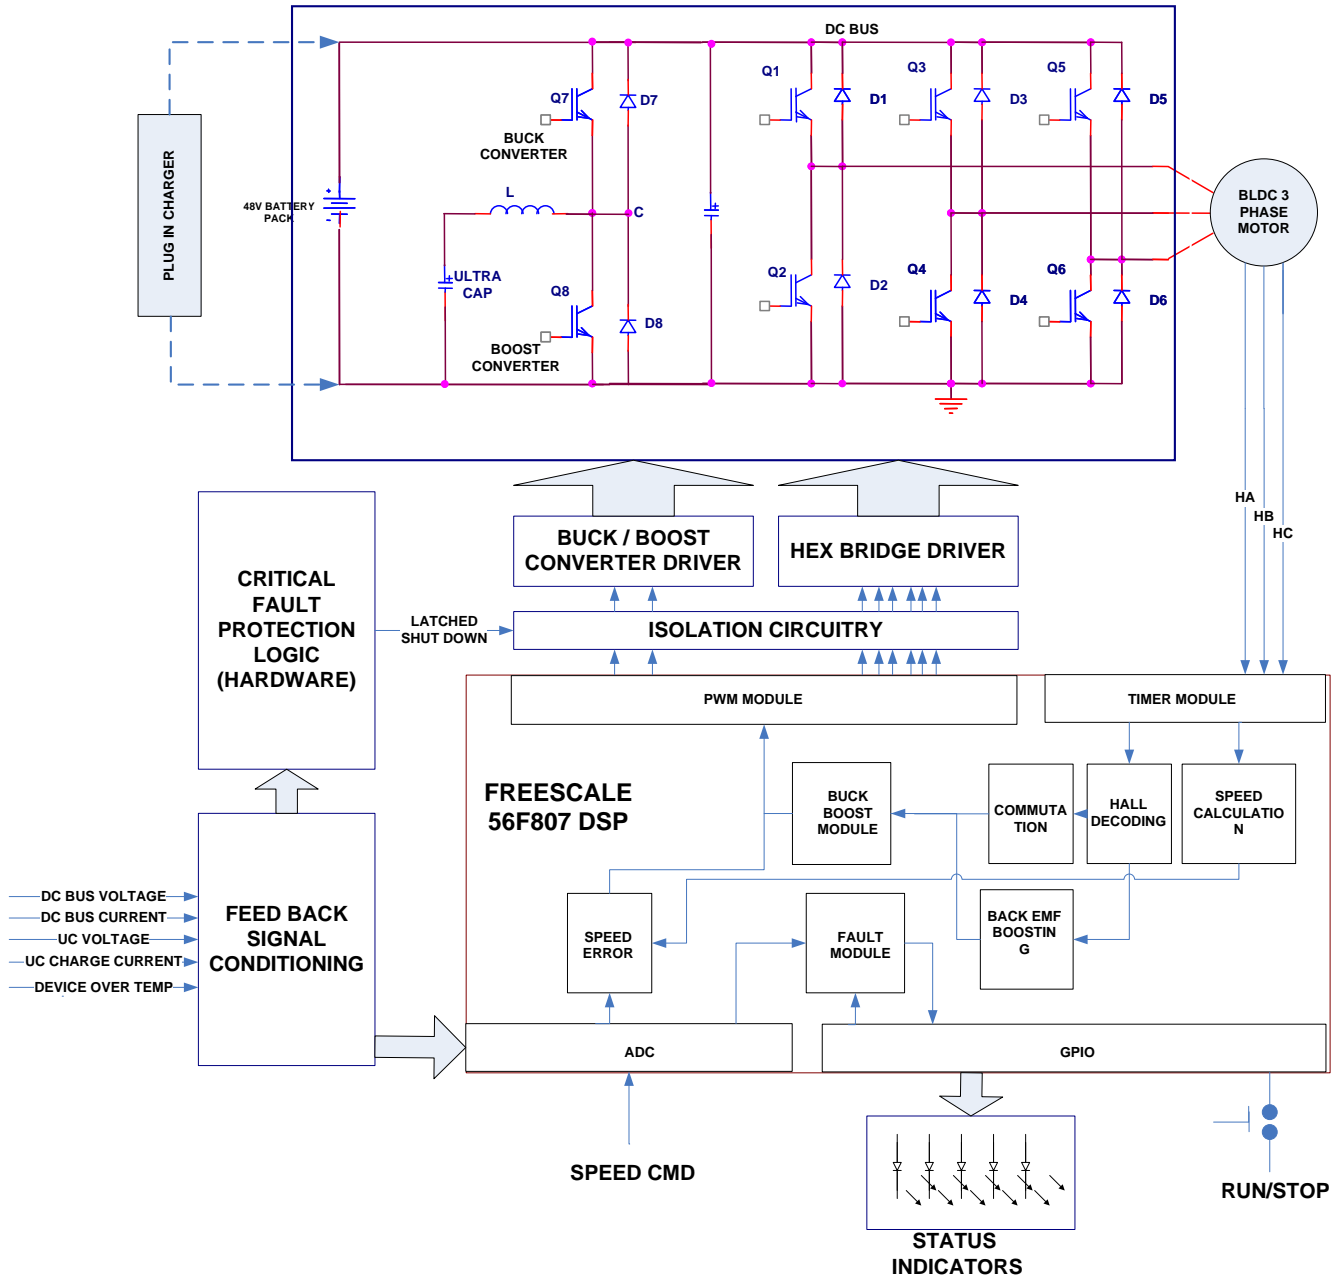 DC BUS
Q1
Q3
Q5
Q7
D7
D1
D3
D5
BUCK
CONVERTER
PLUG IN CHARGER
48V BATTERY
PACK
+
-
L
C
+
BLDC 3
PHASE
MOTOR
+
ULTRA
CAP
Q8
D8
Q2
D2
Q4
D4
Q6
D6
BOOST
CONVERTER
HA
HB
HC
CRITICAL
FAULT
PROTECTION
LOGIC
(HARDWARE)
BUCK / BOOST
CONVERTER DRIVER
HEX BRIDGE DRIVER
LATCHED
SHUT DOWN
ISOLATION CIRCUITRY
PWM MODULE
TIMER MODULE
FREESCALE
56F807 DSP
BUCK
BOOST
MODULE
COMMUTA
TION
HALL
DECODING
SPEED
CALCULATIO
N
DC BUS VOLTAGE
DC BUS CURRENT
UC VOLTAGE
UC CHARGE CURRENT
DEVICE OVER TEMP
FEED BACK
SIGNAL
CONDITIONING
SPEED
ERROR
FAULT
MODULE
BACK EMF
BOOSTIN
G
ADC
GPIO
SPEED CMD
RUN/STOP
STATUS
INDICATORS